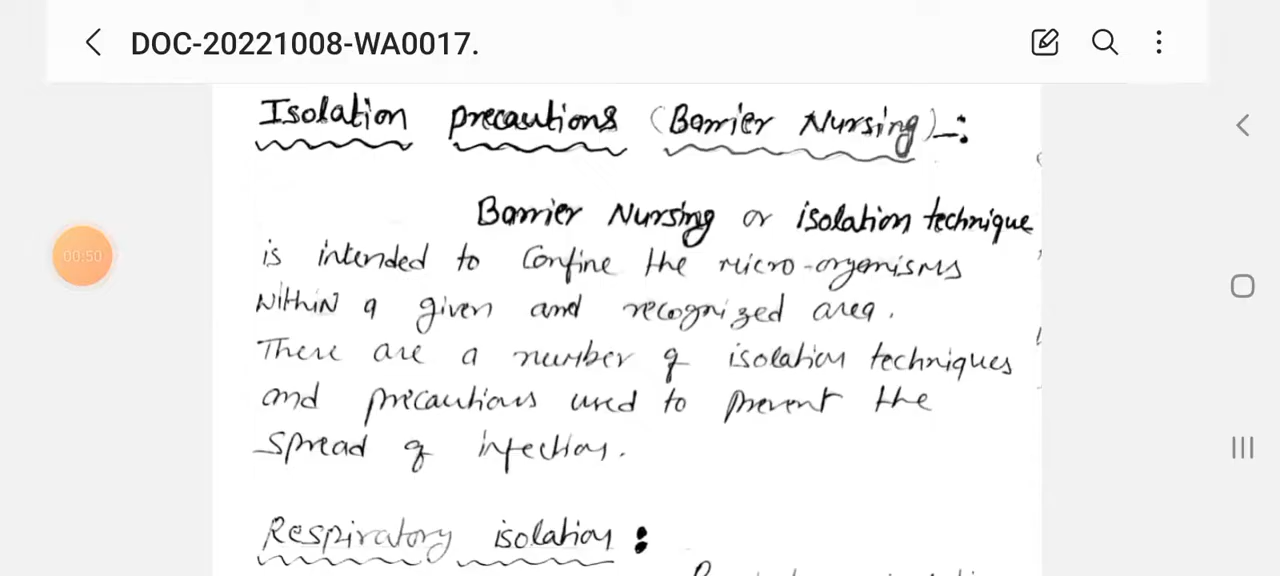 DOC-20221008-WA0017.
Isolation precautions (Barrier Nursing) -:
00:50
Barrier Nursing or isolation technique
is intended to confine the micro-organisms
within a given and recognized area.
There are a number of isolation techniques
and precautions used to prevent the
spread of infection.
Respiratory isolation :